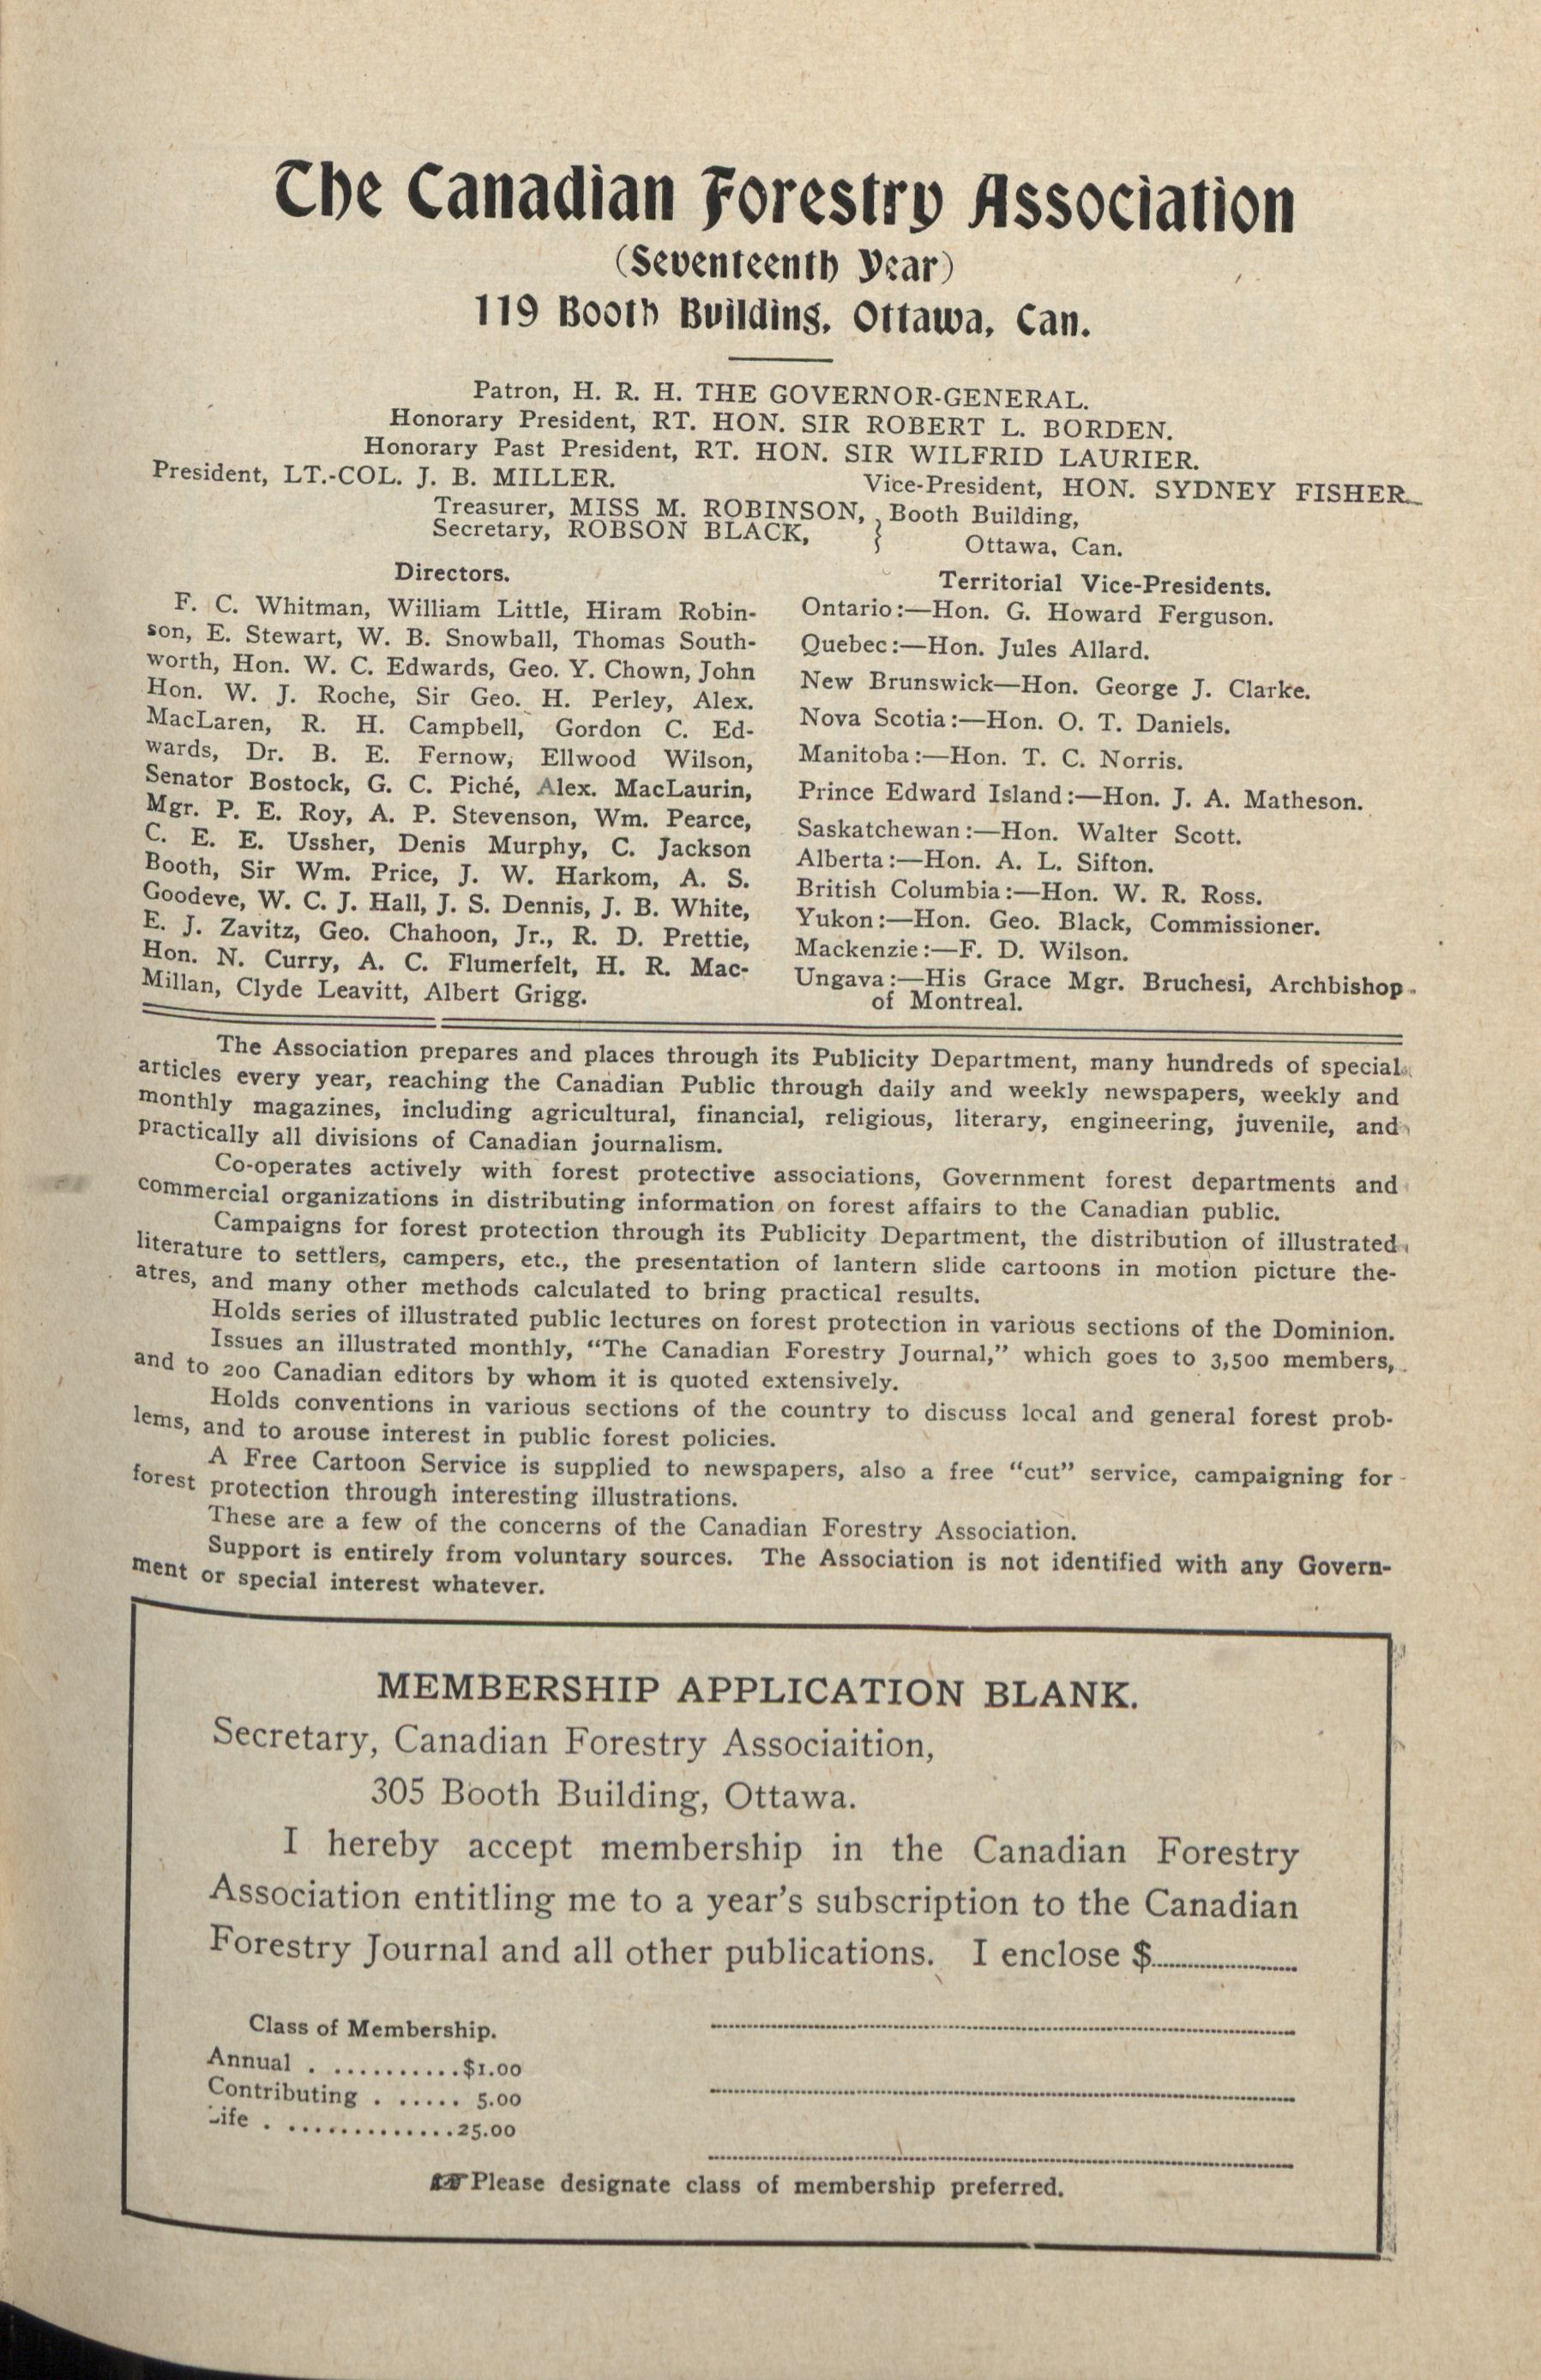 The Canadian Forestry Association
(Seventeenth Year)
119 Booth Building, Ottawa, Can.
Patron, H. R. H. THE GOVERNOR-GENERAL.
Honorary President, RT. HON. SIR ROBERT L. BORDEN.
Honorary Past President, RT. HON. SIR WILFRID LAURIER.
President, LT.-COL. J. B. MILLER. Vice-President, HON. SYDNEY FISHER
Treasurer, MISS M. ROBINSON, } Booth Building,
Secretary, ROBSON BLACK, Ottawa, Can.
Directors.
F. C. Whitman, William Little, Hiram Robin-
son, E. Stewart, W. B. Snowball, Thomas South-
worth, Hon. W. C. Edwards, Geo. Y. Chown, John
Hon. W. J. Roche, Sir Geo. H. Perley, Alex.
MacLaren, R. H. Campbell, Gordon C. Ed-
wards, Dr. B. E. Fernow, Ellwood Wilson,
Senator Bostock, G. C. Piché, Alex. MacLaurin,
Mgr. P. E. Roy, A. P. Stevenson, Wm. Pearce,
C. E. E. Ussher, Denis Murphy, C. Jackson
Booth, Sir Wm. Price, J. W. Harkom, A. S.
Goodeve, W. C. J. Hall, J. S. Dennis, J. B. White,
E. J. Zavitz, Geo. Chahoon, Jr., R. D. Prettie,
Hon. N. Curry, A. C. Flumerfelt, H. R. Mac-
Millan, Clyde Leavitt, Albert Grigg.
Territorial Vice-Presidents.
Ontario:—Hon. G. Howard Ferguson.
Quebec:—Hon. Jules Allard.
New Brunswick—Hon. George J. Clarke.
Nova Scotia:—Hon. O. T. Daniels.
Manitoba:—Hon. T. C. Norris.
Prince Edward Island:—Hon. J. A. Matheson.
Saskatchewan:—Hon. Walter Scott.
Alberta:—Hon. A. L. Sifton.
British Columbia:—Hon. W. R. Ross.
Yukon:—Hon. Geo. Black, Commissioner.
Mackenzie:—F. D. Wilson.
Ungava:—His Grace Mgr. Bruchesi, Archbishop
of Montreal.
The Association prepares and places through its Publicity Department, many hundreds of special
articles every year, reaching the Canadian Public through daily and weekly newspapers, weekly and
monthly magazines, including agricultural, financial, religious, literary, engineering, juvenile, and
practically all divisions of Canadian journalism.
Co-operates actively with forest protective associations, Government forest departments and
commercial organizations in distributing information on forest affairs to the Canadian public.
Campaigns for forest protection through its Publicity Department, the distribution of illustrated
literature to settlers, campers, etc., the presentation of lantern slide cartoons in motion picture the-
atres, and many other methods calculated to bring practical results.
Holds series of illustrated public lectures on forest protection in various sections of the Dominion.
Issues an illustrated monthly, "The Canadian Forestry Journal," which goes to 3,500 members,
and to 200 Canadian editors by whom it is quoted extensively.
Holds conventions in various sections of the country to discuss local and general forest prob-
lems, and to arouse interest in public forest policies.
A Free Cartoon Service is supplied to newspapers, also a free "cut" service, campaigning for
forest protection through interesting illustrations.
These are a few of the concerns of the Canadian Forestry Association.
Support is entirely from voluntary sources. The Association is not identified with any Govern-
ment or special interest whatever.
MEMBERSHIP APPLICATION BLANK.
Secretary, Canadian Forestry Associaition,
305 Booth Building, Ottawa.
I hereby accept membership in the Canadian Forestry
Association entitling me to a year's subscription to the Canadian
Forestry Journal and all other publications. I enclose $..................
Class of Membership.
Annual . ...........$1.00
Contributing . ..... 5.00
Life . .............25.00
☞Please designate class of membership preferred.